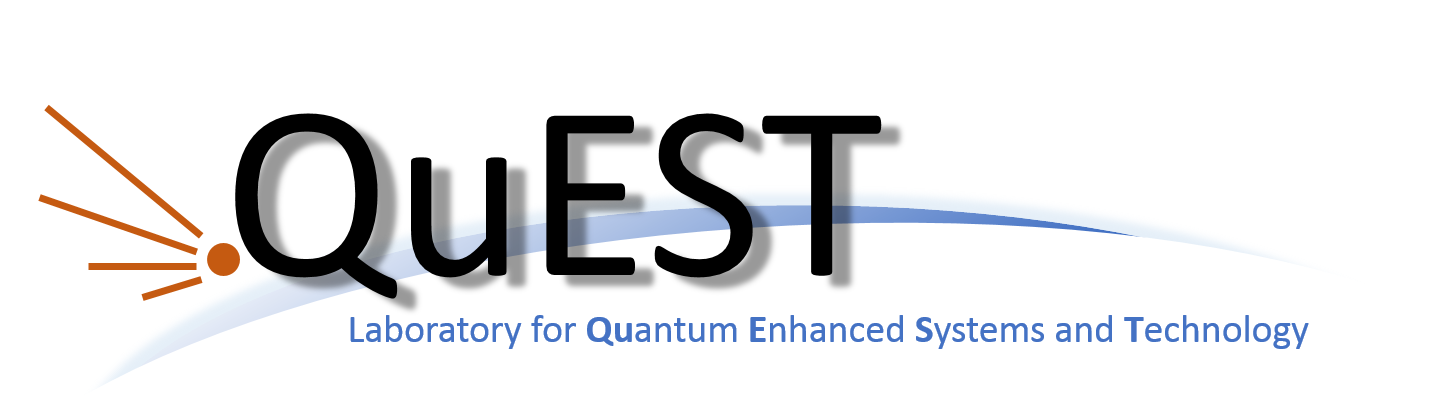 QuEST
Laboratory for Quantum Enhanced Systems and Technology